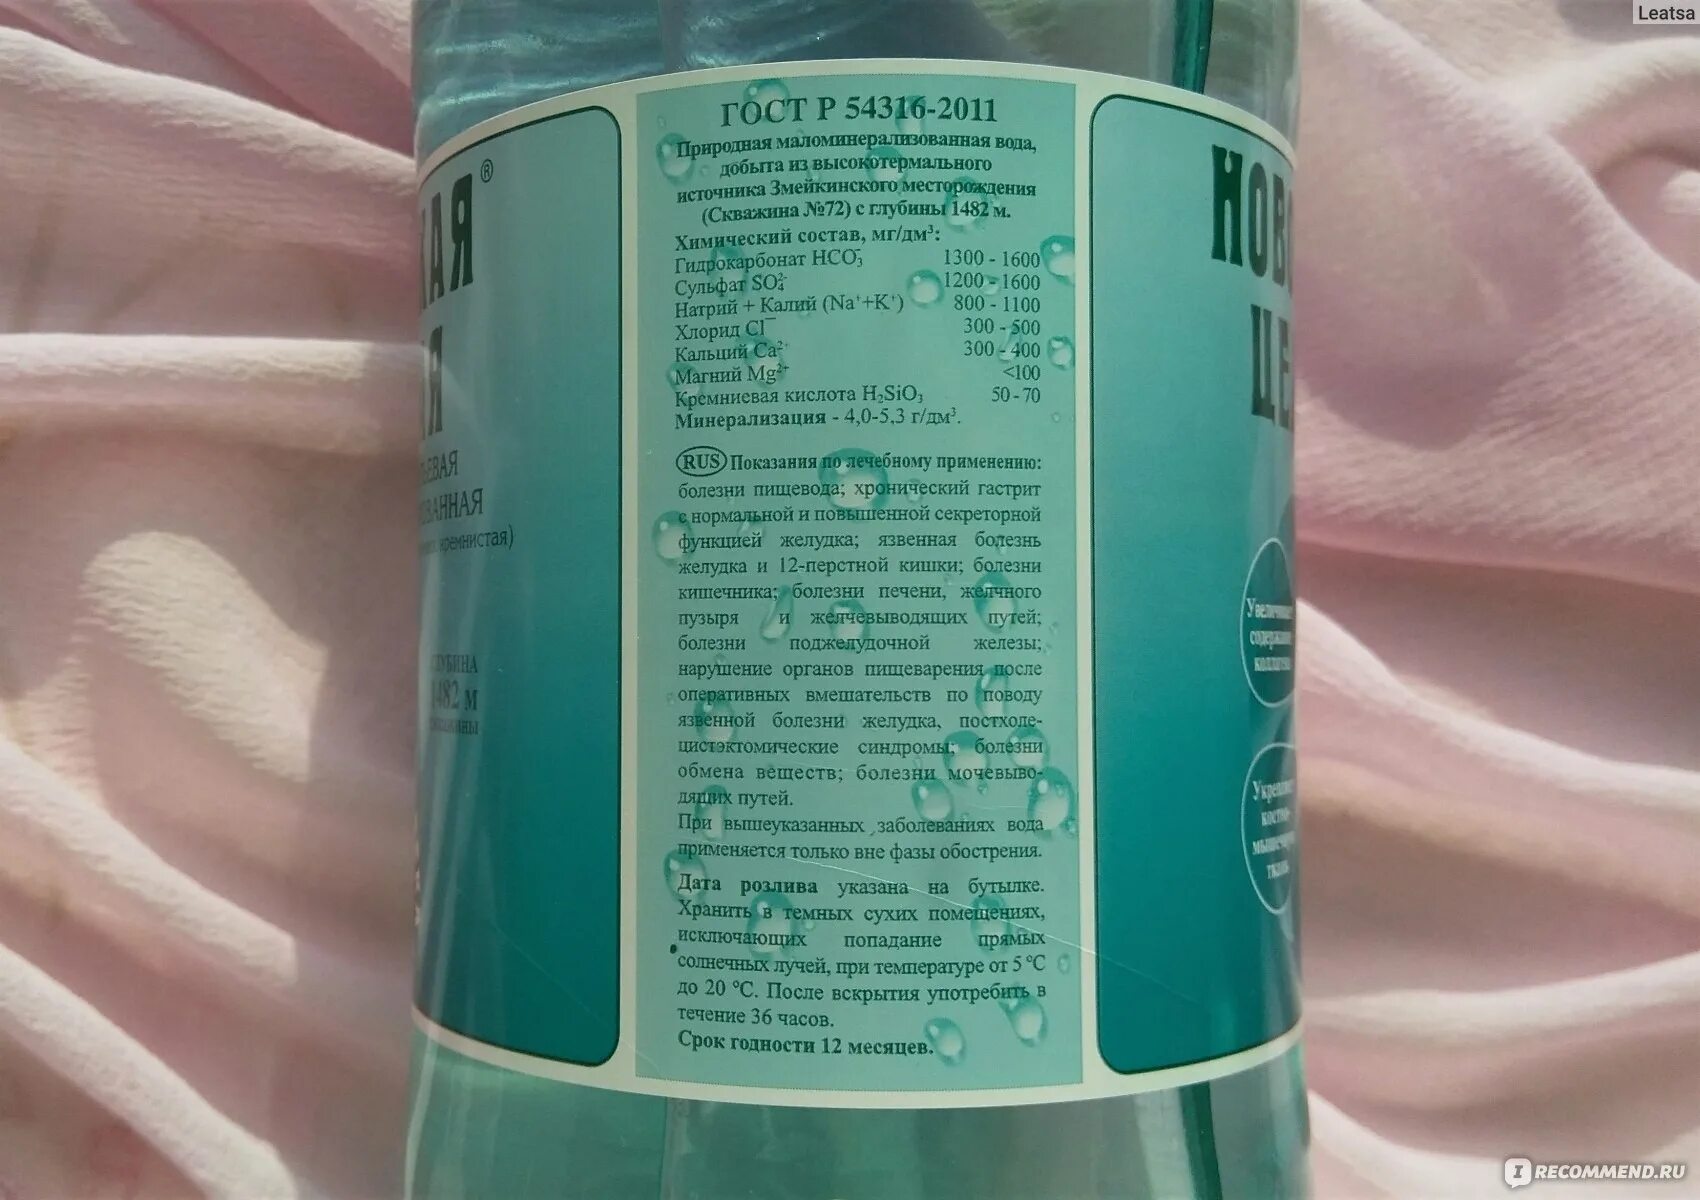 Leatsa
ГОСТ Р 54316-2011
Природная маломинерализованная вода,
добыта из высокотермального
источника Змейкинского месторождения
(Скважина №72) с глубины 1482 м.
Химический состав, мг/дм³:
Гидрокарбонат HCO₃⁻ 1300 - 1600
Сульфат SO₄²⁻ 1200 - 1600
Натрий + Калий (Na⁺+K⁺) 800 - 1100
Хлорид Cl⁻ 300 - 500
Кальций Ca²⁺ 300 - 400
Магний Mg²⁺ <100
Кремниевая кислота H₂SiO₃ 50 - 70
Минерализация - 4,0-5,3 г/дм³.
RUS Показания по лечебному применению:
болезни пищевода; хронический гастрит
с нормальной и повышенной секреторной
функцией желудка; язвенная болезнь
желудка и 12-перстной кишки; болезни
кишечника; болезни печени, желчного
пузыря и желчевыводящих путей;
болезни поджелудочной железы;
нарушение органов пищеварения после
оперативных вмешательств по поводу
язвенной болезни желудка, постхоле-
цистэктомические синдромы; болезни
обмена веществ; болезни мочевыво-
дящих путей.
При вышеуказанных заболеваниях вода
применяется только вне фазы обострения.
Дата розлива указана на бутылке.
Хранить в темных сухих помещениях,
исключающих попадание прямых
солнечных лучей, при температуре от 5 °С
до 20 °С. После вскрытия употребить в
течение 36 часов.
Срок годности 12 месяцев.
®
1482 м
НОВО
ЦЕ
IRECOMMEND.RU